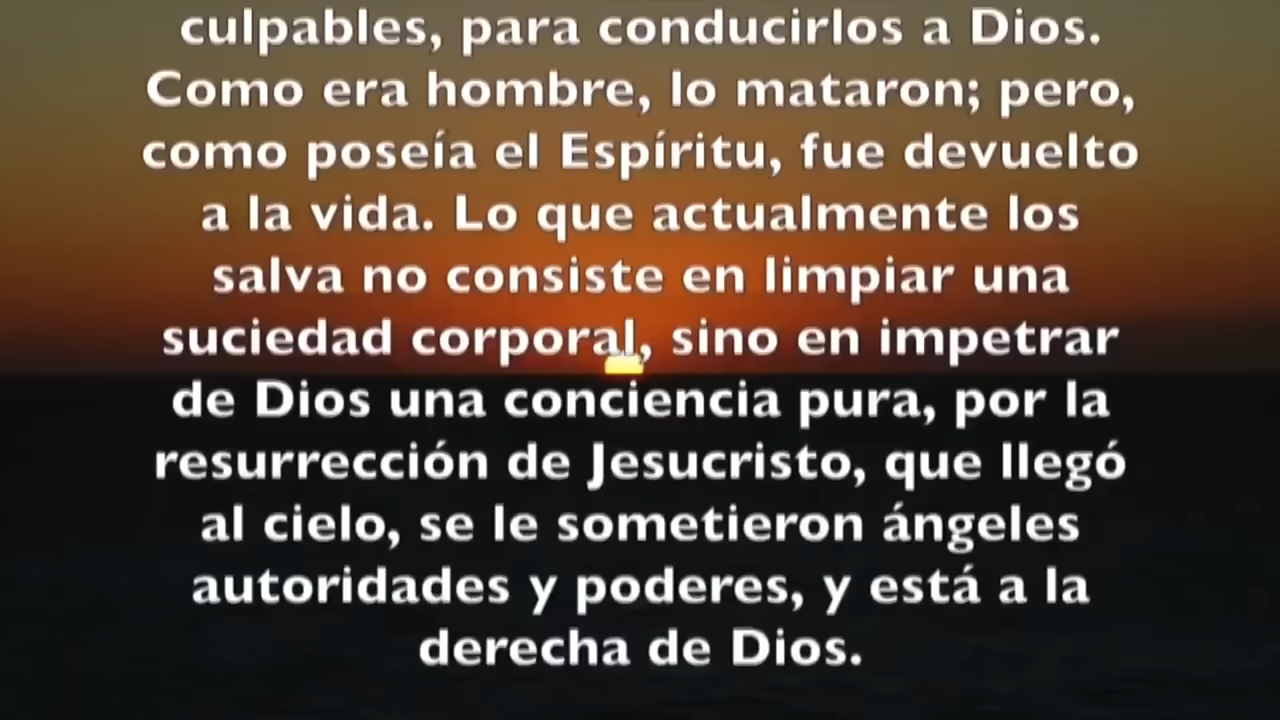 culpables, para conducirlos a Dios.
Como era hombre, lo mataron; pero,
como poseía el Espíritu, fue devuelto
a la vida. Lo que actualmente los
salva no consiste en limpiar una
suciedad corporal, sino en impetrar
de Dios una conciencia pura, por la
resurrección de Jesucristo, que llegó
al cielo, se le sometieron ángeles
autoridades y poderes, y está a la
derecha de Dios.